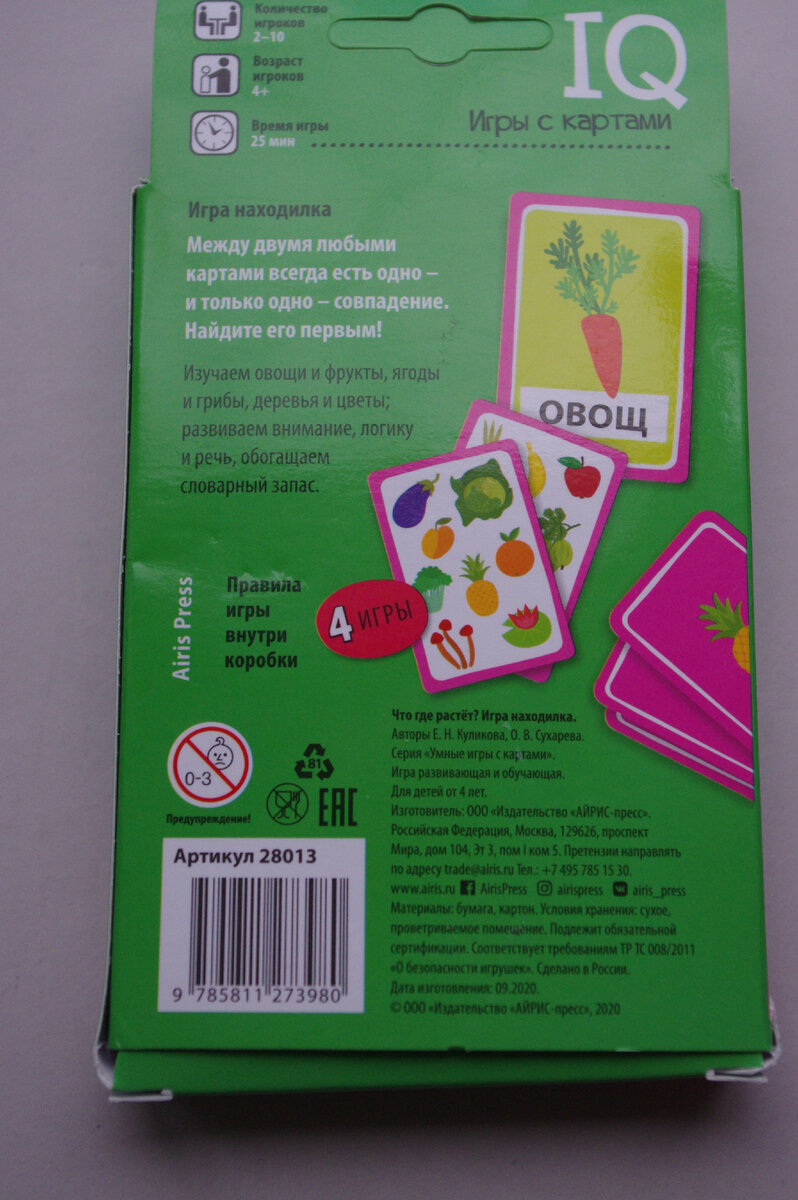 Количество
игроков
2–10
Возраст
игроков
4+
Время игры
25 мин
IQ
Игры с картами
Игра находилка
Между двумя любыми
картами всегда есть одно –
и только одно – совпадение.
Найдите его первым!
Изучаем овощи и фрукты, ягоды
и грибы, деревья и цветы;
развиваем внимание, логику
и речь, обогащаем
словарный запас.
ОВОЩ
4 ИГРЫ
Airis Press
Правила
игры
внутри
коробки
0-3
Предупреждение!
81
EAC
Артикул 28013
9 785811 273980
Что где растёт? Игра находилка.
Авторы Е. Н. Куликова, О. В. Сухарева.
Серия «Умные игры с картами».
Игра развивающая и обучающая.
Для детей от 4 лет.
Изготовитель: ООО «Издательство «АЙРИС-пресс».
Российская Федерация, Москва, 129626, проспект
Мира, дом 104, Эт 3, пом I ком 5. Претензии направлять
по адресу trade@airis.ru Тел.: +7 495 785 15 30.
www.airis.ru AirisPress airispress airis_press
Материалы: бумага, картон. Условия хранения: сухое,
проветриваемое помещение. Подлежит обязательной
сертификации. Соответствует требованиям ТР ТС 008/2011
«О безопасности игрушек». Сделано в России.
Дата изготовления: 09.2020.
© ООО «Издательство «АЙРИС-пресс», 2020